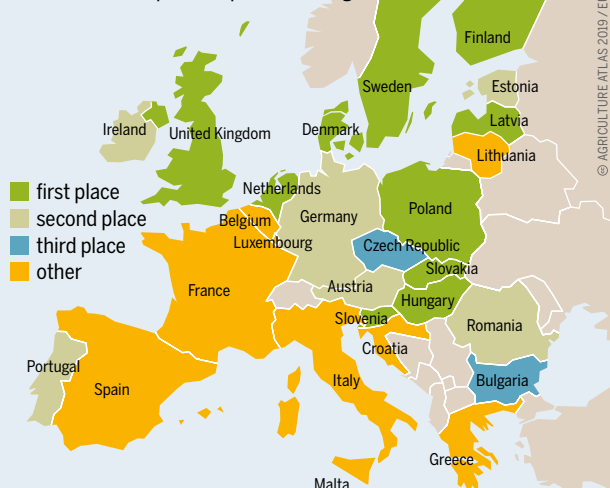 © AGRICULTURE ATLAS 2019
Finland
Sweden
Estonia
Latvia
Ireland
United Kingdom
Denmark
Lithuania
first place
second place
third place
other
Netherlands
Belgium
Germany
Poland
Luxembourg
Czech Republic
Slovakia
France
Austria
Hungary
Slovenia
Romania
Croatia
Portugal
Spain
Italy
Bulgaria
Greece
Malta